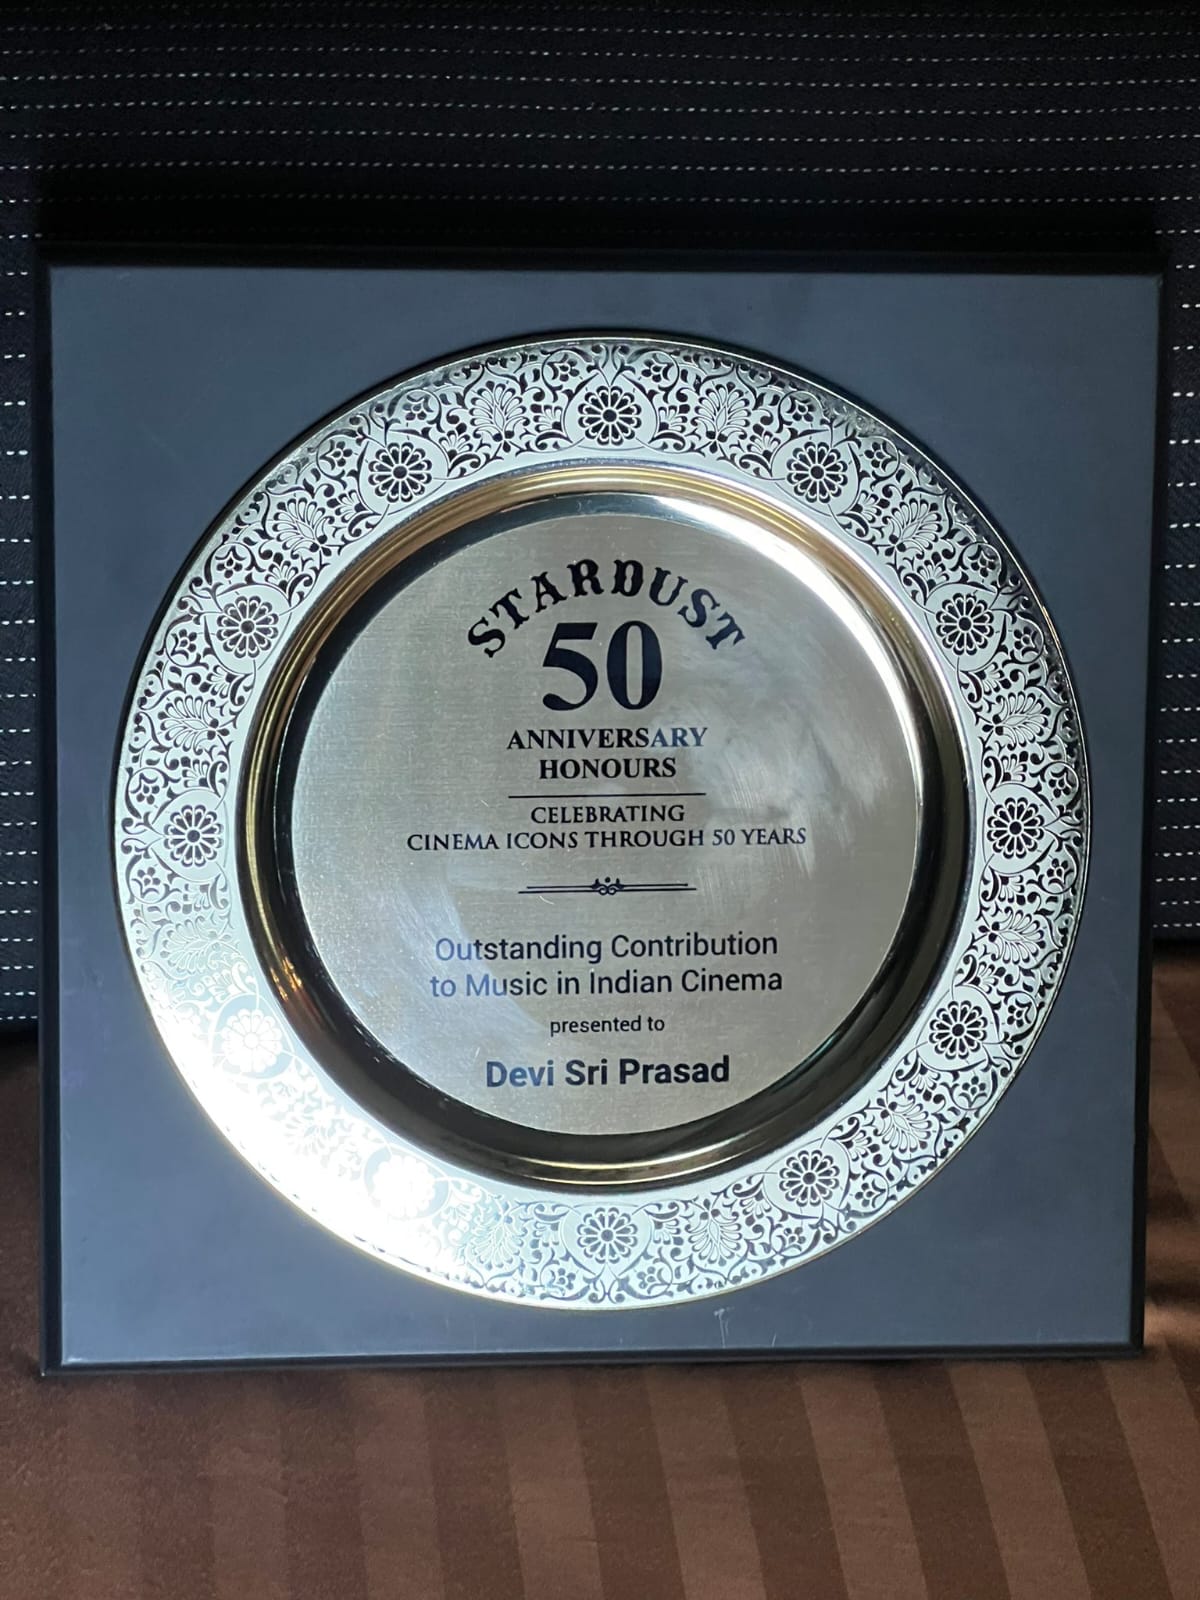 STARDUST
50
ANNIVERSARY
HONOURS
CELEBRATING
CINEMA ICONS THROUGH 50 YEARS
Outstanding Contribution
to Music in Indian Cinema
presented to
Devi Sri Prasad